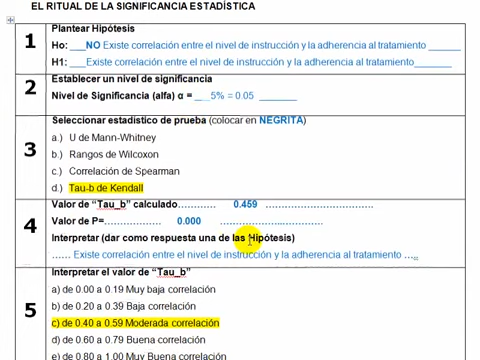 EL RITUAL DE LA SIGNIFICANCIA ESTADÍSTICA
1
Plantear Hipótesis
Ho: ___NO Existe correlación entre el nivel de instrucción y la adherencia al tratamiento ______
H1: ___Existe correlación entre el nivel de instrucción y la adherencia al tratamiento_______
2
Establecer un nivel de significancia
Nivel de Significancia (alfa) α = ___5% = 0.05 _______
3
Seleccionar estadístico de prueba (colocar en NEGRITA)
a.) U de Mann-Whitney
b.) Rangos de Wilcoxon
c.) Correlación de Spearman
d.) Tau-b de Kendall
4
Valor de “Tau_b” calculado.................. 0.459 ....................................
Valor de P=................... 0.000 ..................................
Interpretar (dar como respuesta una de las Hipótesis)
...... Existe correlación entre el nivel de instrucción y la adherencia al tratamiento ....
5
Interpretar el valor de “Tau_b”
a) de 0.00 a 0.19 Muy baja correlación
b) de 0.20 a 0.39 Baja correlación
c) de 0.40 a 0.59 Moderada correlación
d) de 0.60 a 0.79 Buena correlación
e) de 0.80 a 1.00 Muy Buena correlación